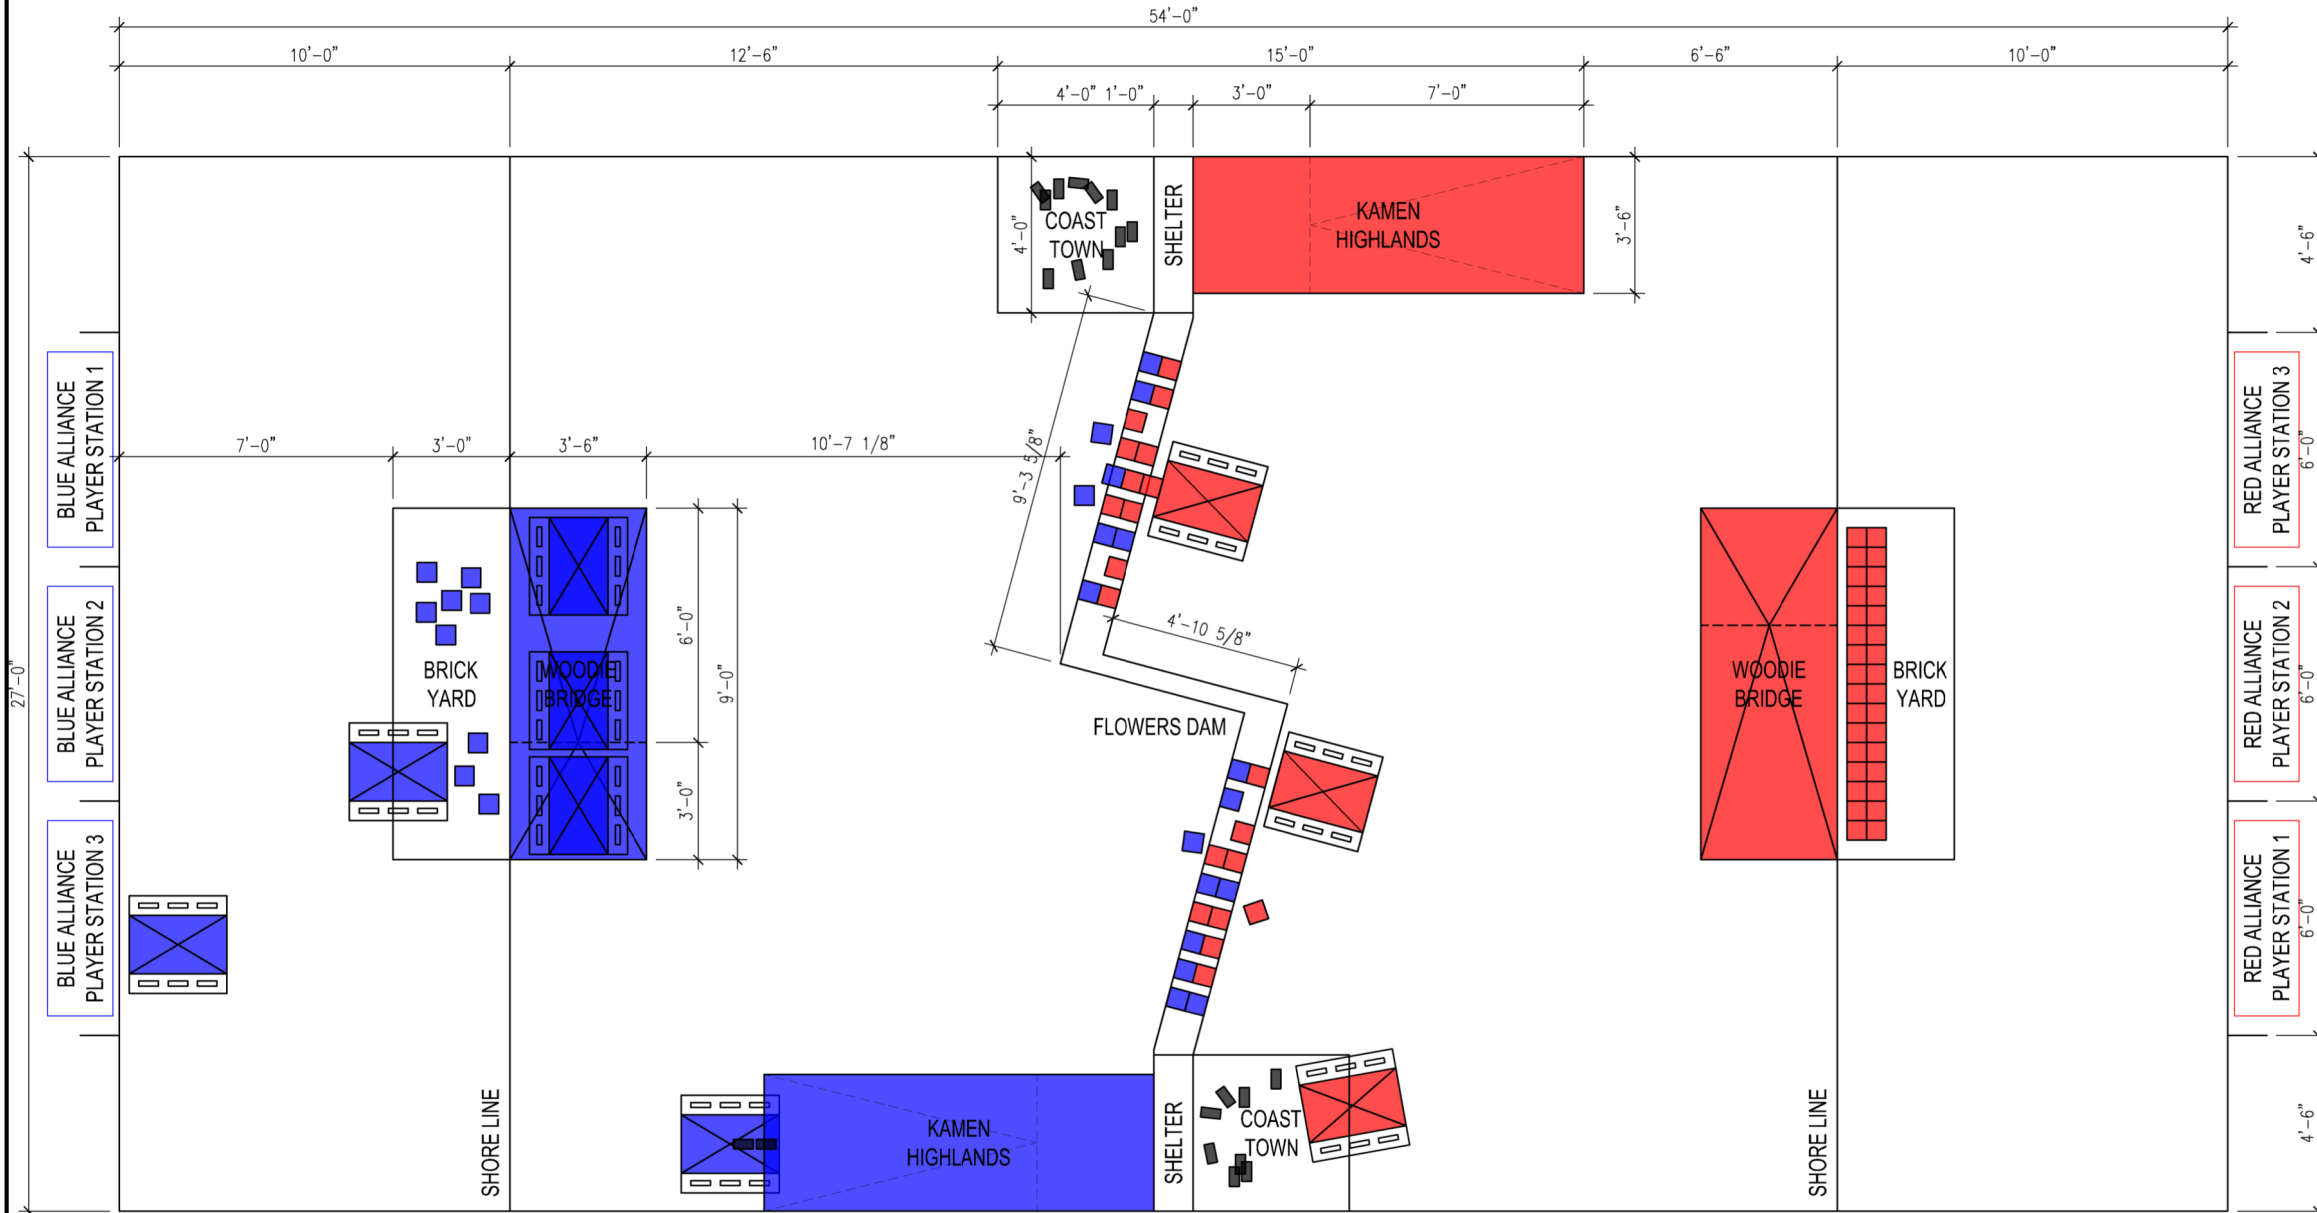 54'-0"
10'-0"
12'-6"
15'-0"
6'-6"
10'-0"
4'-0"
1'-0"
3'-0"
7'-0"
COAST
TOWN
4'-0"
SHELTER
KAMEN
HIGHLANDS
3'-6"
4'-6"
BLUE ALLIANCE
PLAYER STATION 1
7'-0"
3'-0"
3'-6"
10'-7 1/8"
9'-3 5/8"
RED ALLIANCE
PLAYER STATION 3
6'-0"
27'-0"
BLUE ALLIANCE
PLAYER STATION 2
BRICK
YARD
WOODIE
BRIDGE
6'-0"
9'-0"
3'-0"
4'-10 5/8"
FLOWERS DAM
WOODIE
BRIDGE
BRICK
YARD
RED ALLIANCE
PLAYER STATION 2
6'-0"
BLUE ALLIANCE
PLAYER STATION 3
RED ALLIANCE
PLAYER STATION 1
6'-0"
SHORE LINE
KAMEN
HIGHLANDS
SHELTER
COAST
TOWN
SHORE LINE
4'-6"